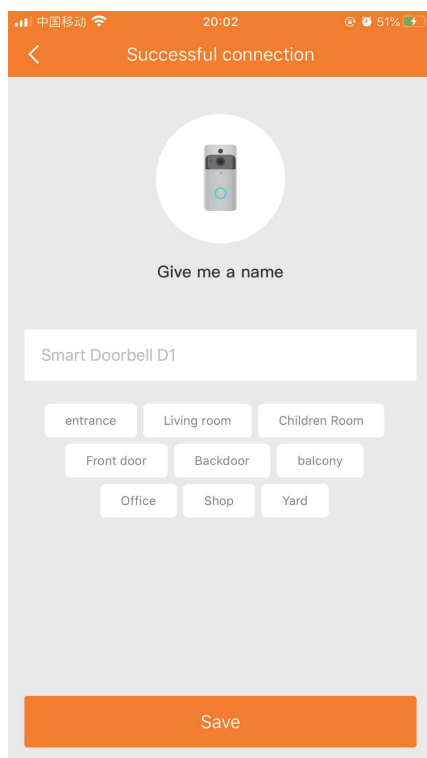 中国移动 20:02 51%
Successful connection
Give me a name
Smart Doorbell D1
entrance Living room Children Room
Front door Backdoor balcony
Office Shop Yard
Save